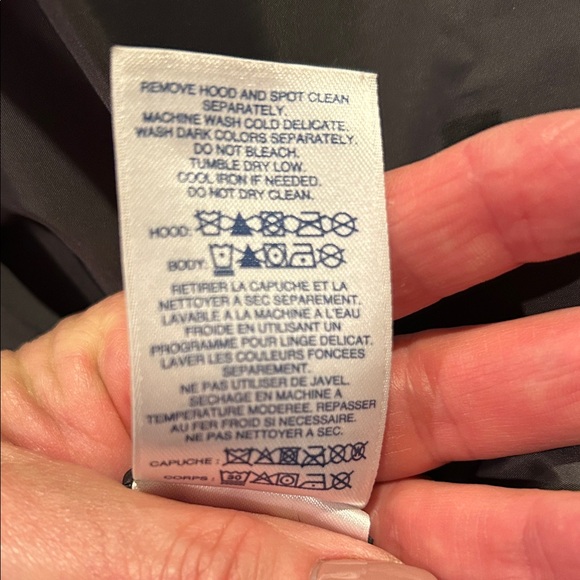 REMOVE HOOD AND SPOT CLEAN
SEPARATELY.
MACHINE WASH COLD DELICATE.
WASH DARK COLORS SEPARATELY.
DO NOT BLEACH.
TUMBLE DRY LOW.
COOL IRON IF NEEDED.
DO NOT DRY CLEAN.
HOOD:
BODY:
RETIRER LA CAPUCHE ET LA
NETTOYER A SEC SEPAREMENT.
LAVABLE A LA MACHINE A L'EAU
FROIDE EN UTILISANT UN
PROGRAMME POUR LINGE DELICAT.
LAVER LES COULEURS FONCEES
SEPAREMENT.
NE PAS UTILISER DE JAVEL.
SECHAGE EN MACHINE A
TEMPERATURE MODEREE. REPASSER
AU FER FROID SI NECESSAIRE.
NE PAS NETTOYER A SEC.
CAPUCHE :
CORPS : 30